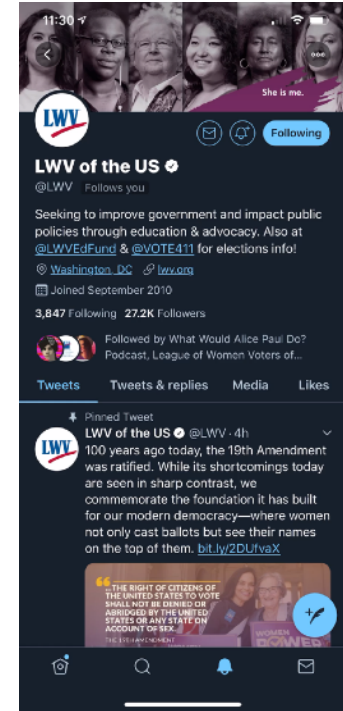 11:30
She is me.
LWV
Following
LWV of the US
@LWV Follows you
Seeking to improve government and impact public
policies through education & advocacy. Also at
@LWVEdFund & @VOTE411 for elections info!
Washington, DC lwv.org
Joined September 2010
3,847 Following 27.2K Followers
Followed by What Would Alice Paul Do?
Podcast, League of Women Voters of...
Tweets Tweets & replies Media Likes
Pinned Tweet
LWV
LWV of the US @LWV · 4h
100 years ago today, the 19th Amendment
was ratified. While its shortcomings today
are seen in sharp contrast, we
commemorate the foundation it has built
for our modern democracy—where women
not only cast ballots but see their names
on the top of them. bit.ly/2DUfvaX
...THE RIGHT OF CITIZENS OF
THE UNITED STATES TO VOTE
SHALL NOT BE DENIED OR
ABRIDGED BY THE UNITED
STATES OR ANY STATE ON
ACCOUNT OF SEX.
THE 19TH AMENDMENT
WOMEN
POWER